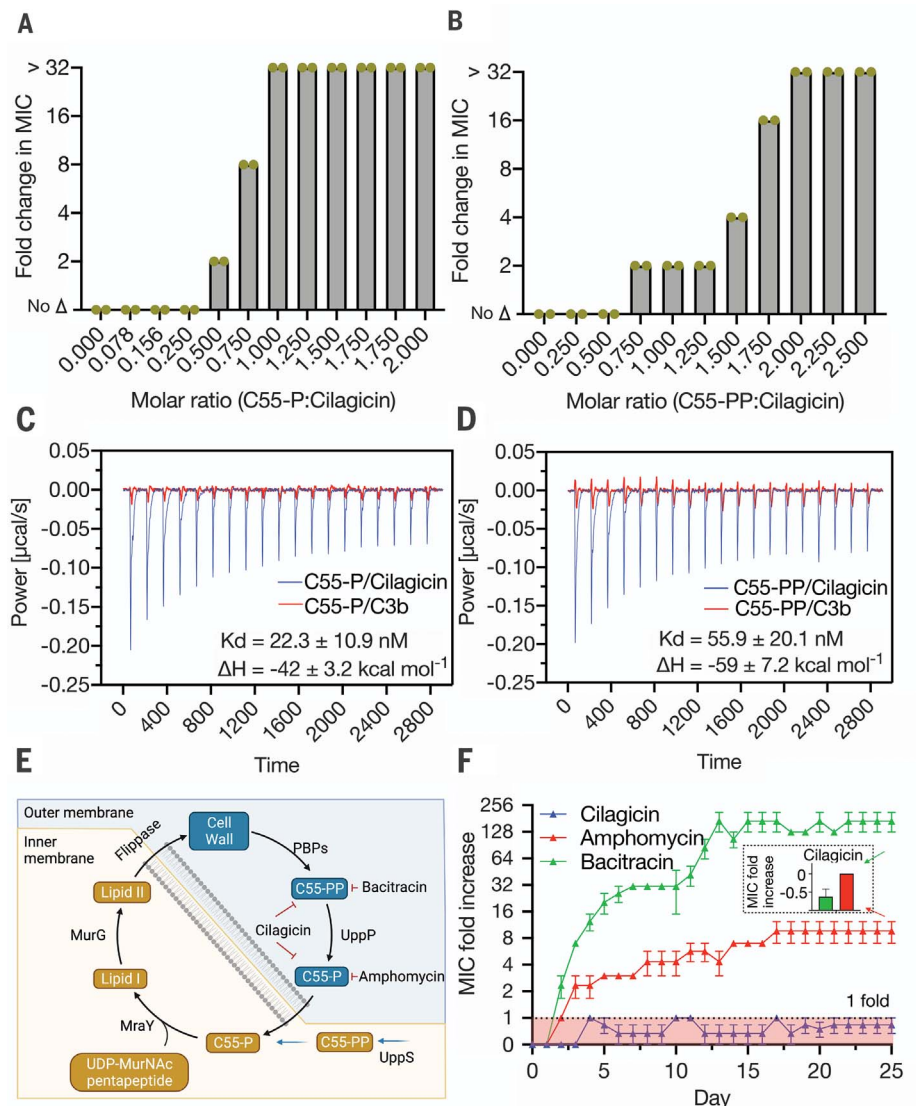 A
Fold change in MIC
> 32
16
8
4
2
No Δ
0.000 0.078 0.156 0.250 0.500 0.750 1.000 1.250 1.500 1.750 1.750 2.000
Molar ratio (C55-P:Cilagicin)
B
Fold change in MIC
> 32
16
8
4
2
No Δ
0.000 0.250 0.500 0.750 1.000 1.250 1.500 1.750 2.000 2.250 2.500
Molar ratio (C55-PP:Cilagicin)
C
Power [µcal/s]
0.05
0.00
-0.05
-0.10
-0.15
-0.20
-0.25
C55-P/Cilagicin
C55-P/C3b
Kd = 22.3 ± 10.9 nM
ΔH = -42 ± 3.2 kcal mol⁻¹
0 400 800 1200 1600 2000 2400 2800
Time
D
Power [µcal/s]
0.05
0.00
-0.05
-0.10
-0.15
-0.20
-0.25
C55-PP/Cilagicin
C55-PP/C3b
Kd = 55.9 ± 20.1 nM
ΔH = -59 ± 7.2 kcal mol⁻¹
0 400 800 1200 1600 2000 2400 2800
Time
E
Outer membrane
Inner
membrane
Flippase
Cell
Wall
PBPs
C55-PP
Bacitracin
Cilagicin
UppP
C55-P
Amphomycin
Lipid II
MurG
Lipid I
MraY
UDP-MurNAc
pentapeptide
C55-P
C55-PP
UppS
F
MIC fold increase
256
128
64
32
16
8
4
2
1
0
Cilagicin
Amphomycin
Bacitracin
Cilagicin
MIC fold
increase
0
-0.5
1 fold
0 5 10 15 20 25
Day